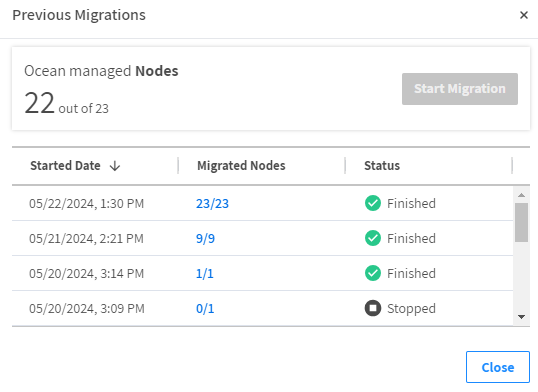 Previous Migrations ×
Ocean managed Nodes
22 out of 23
Start Migration
Started Date ↓ Migrated Nodes Status
05/22/2024, 1:30 PM 23/23 Finished
05/21/2024, 2:21 PM 9/9 Finished
05/20/2024, 3:14 PM 1/1 Finished
05/20/2024, 3:09 PM 0/1 Stopped
Close